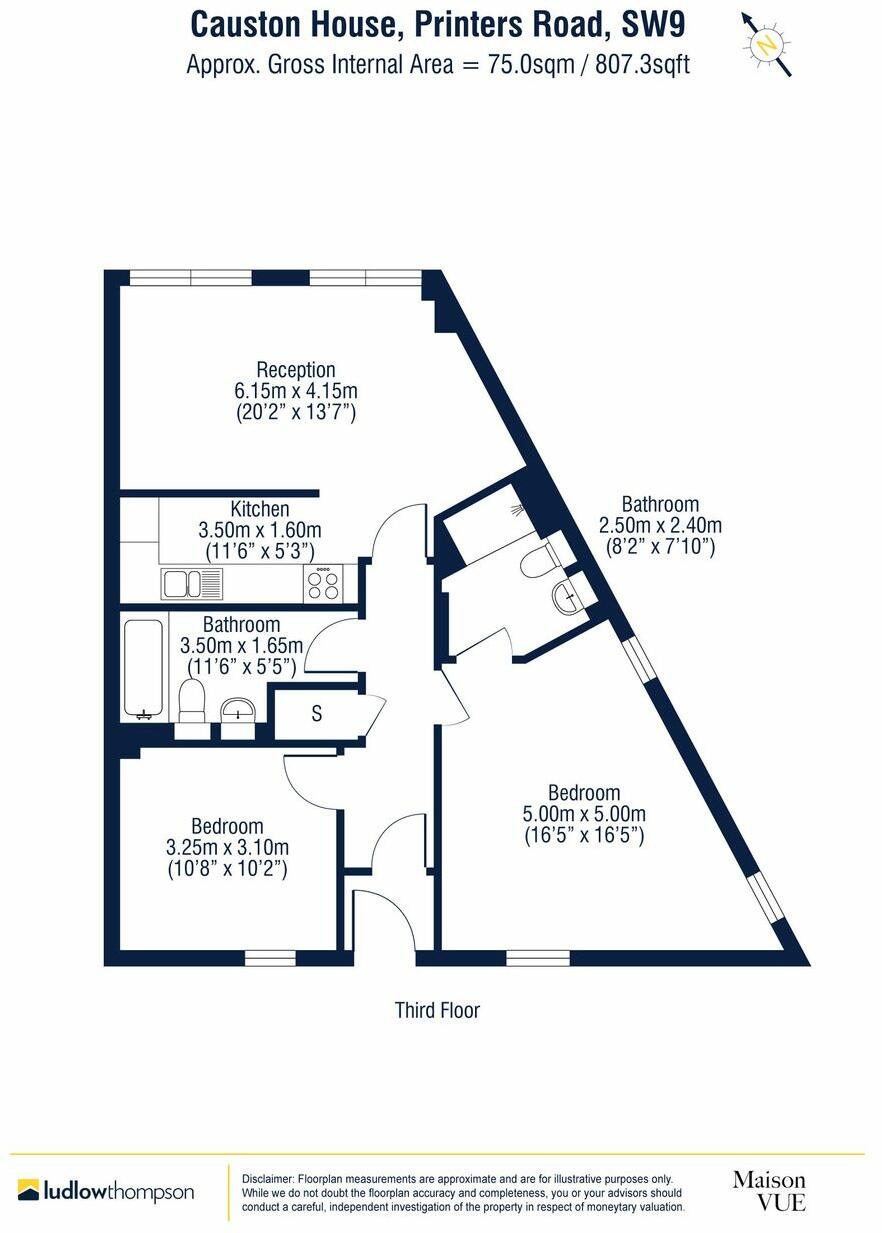 Causton House, Printers Road, SW9
Approx. Gross Internal Area = 75.0sqm / 807.3sqft
N
Reception
6.15m x 4.15m
(20'2" x 13'7")
Kitchen
3.50m x 1.60m
(11'6" x 5'3")
Bathroom
2.50m x 2.40m
(8'2" x 7'10")
Bathroom
3.50m x 1.65m
(11'6" x 5'5")
S
Bedroom
5.00m x 5.00m
(16'5" x 16'5")
Bedroom
3.25m x 3.10m
(10'8" x 10'2")
Third Floor
ludlowthompson
Disclaimer: Floorplan measurements are approximate and are for illustrative purposes only.
While we do not doubt the floorplan accuracy and completeness, you or your advisors should
conduct a careful, independent investigation of the property in respect of moneytary valuation.
Maison
VUE